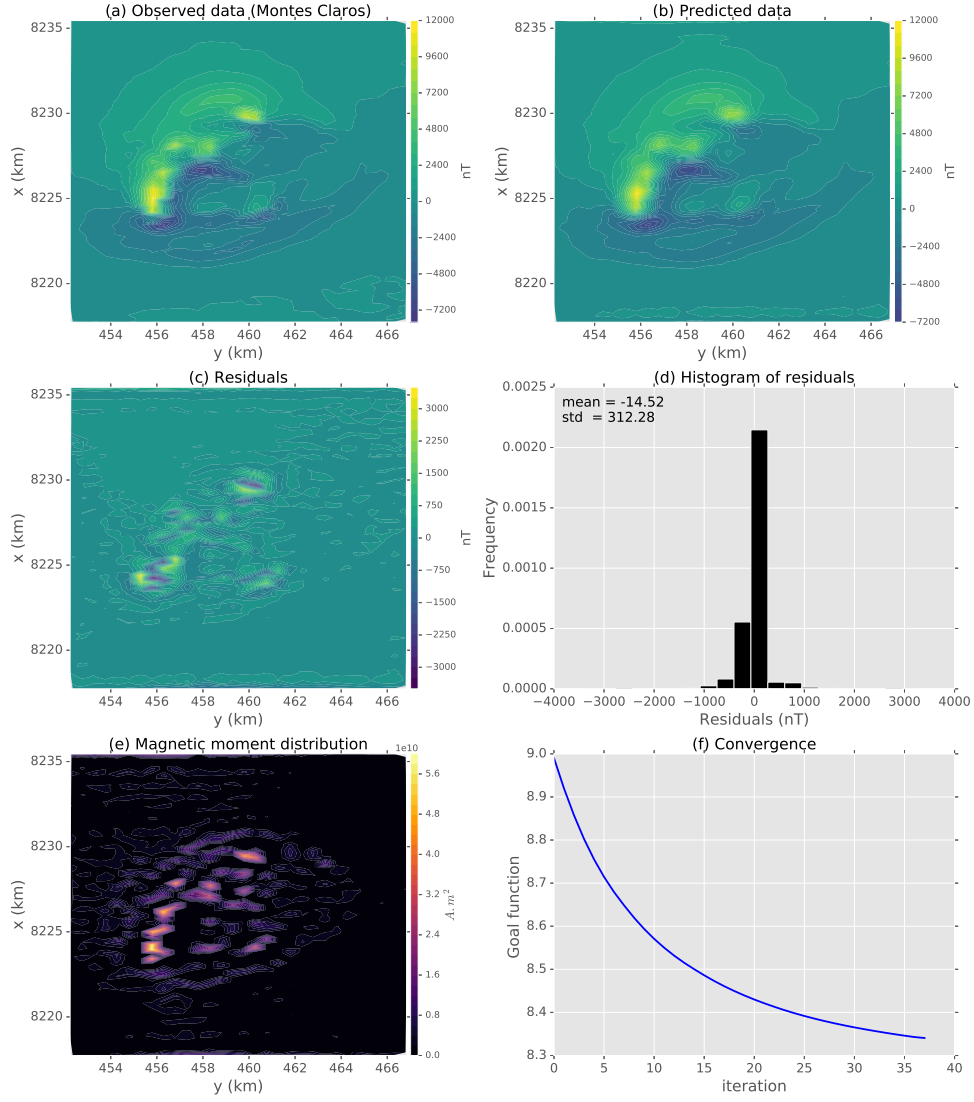 (a) Observed data (Montes Claros)
8235
8230
8225
8220
x (km)
454 456 458 460 462 464 466
y (km)
12000
9600
7200
4800
2400
0
−2400
−4800
−7200
nT
(b) Predicted data
x (km)
454 456 458 460 462 464 466
y (km)
12000
9600
7200
4800
2400
0
−2400
−4800
−7200
nT
(c) Residuals
8235
8230
8225
8220
x (km)
454 456 458 460 462 464 466
y (km)
3000
2250
1500
750
0
−750
−1500
−2250
−3000
nT
(d) Histogram of residuals
mean = -14.52
std = 312.28
0.0025
0.0020
0.0015
0.0010
0.0005
0.0000
Frequency
−4000 −3000 −2000 −1000 0 1000 2000 3000 4000
Residuals (nT)
(e) Magnetic moment distribution
8235
8230
8225
8220
x (km)
454 456 458 460 462 464 466
y (km)
1e10
5.6
4.8
4.0
3.2
2.4
1.6
0.8
0.0
A.m²
(f) Convergence
9.0
8.9
8.8
8.7
8.6
8.5
8.4
8.3
Goal function
0 5 10 15 20 25 30 35 40
iteration